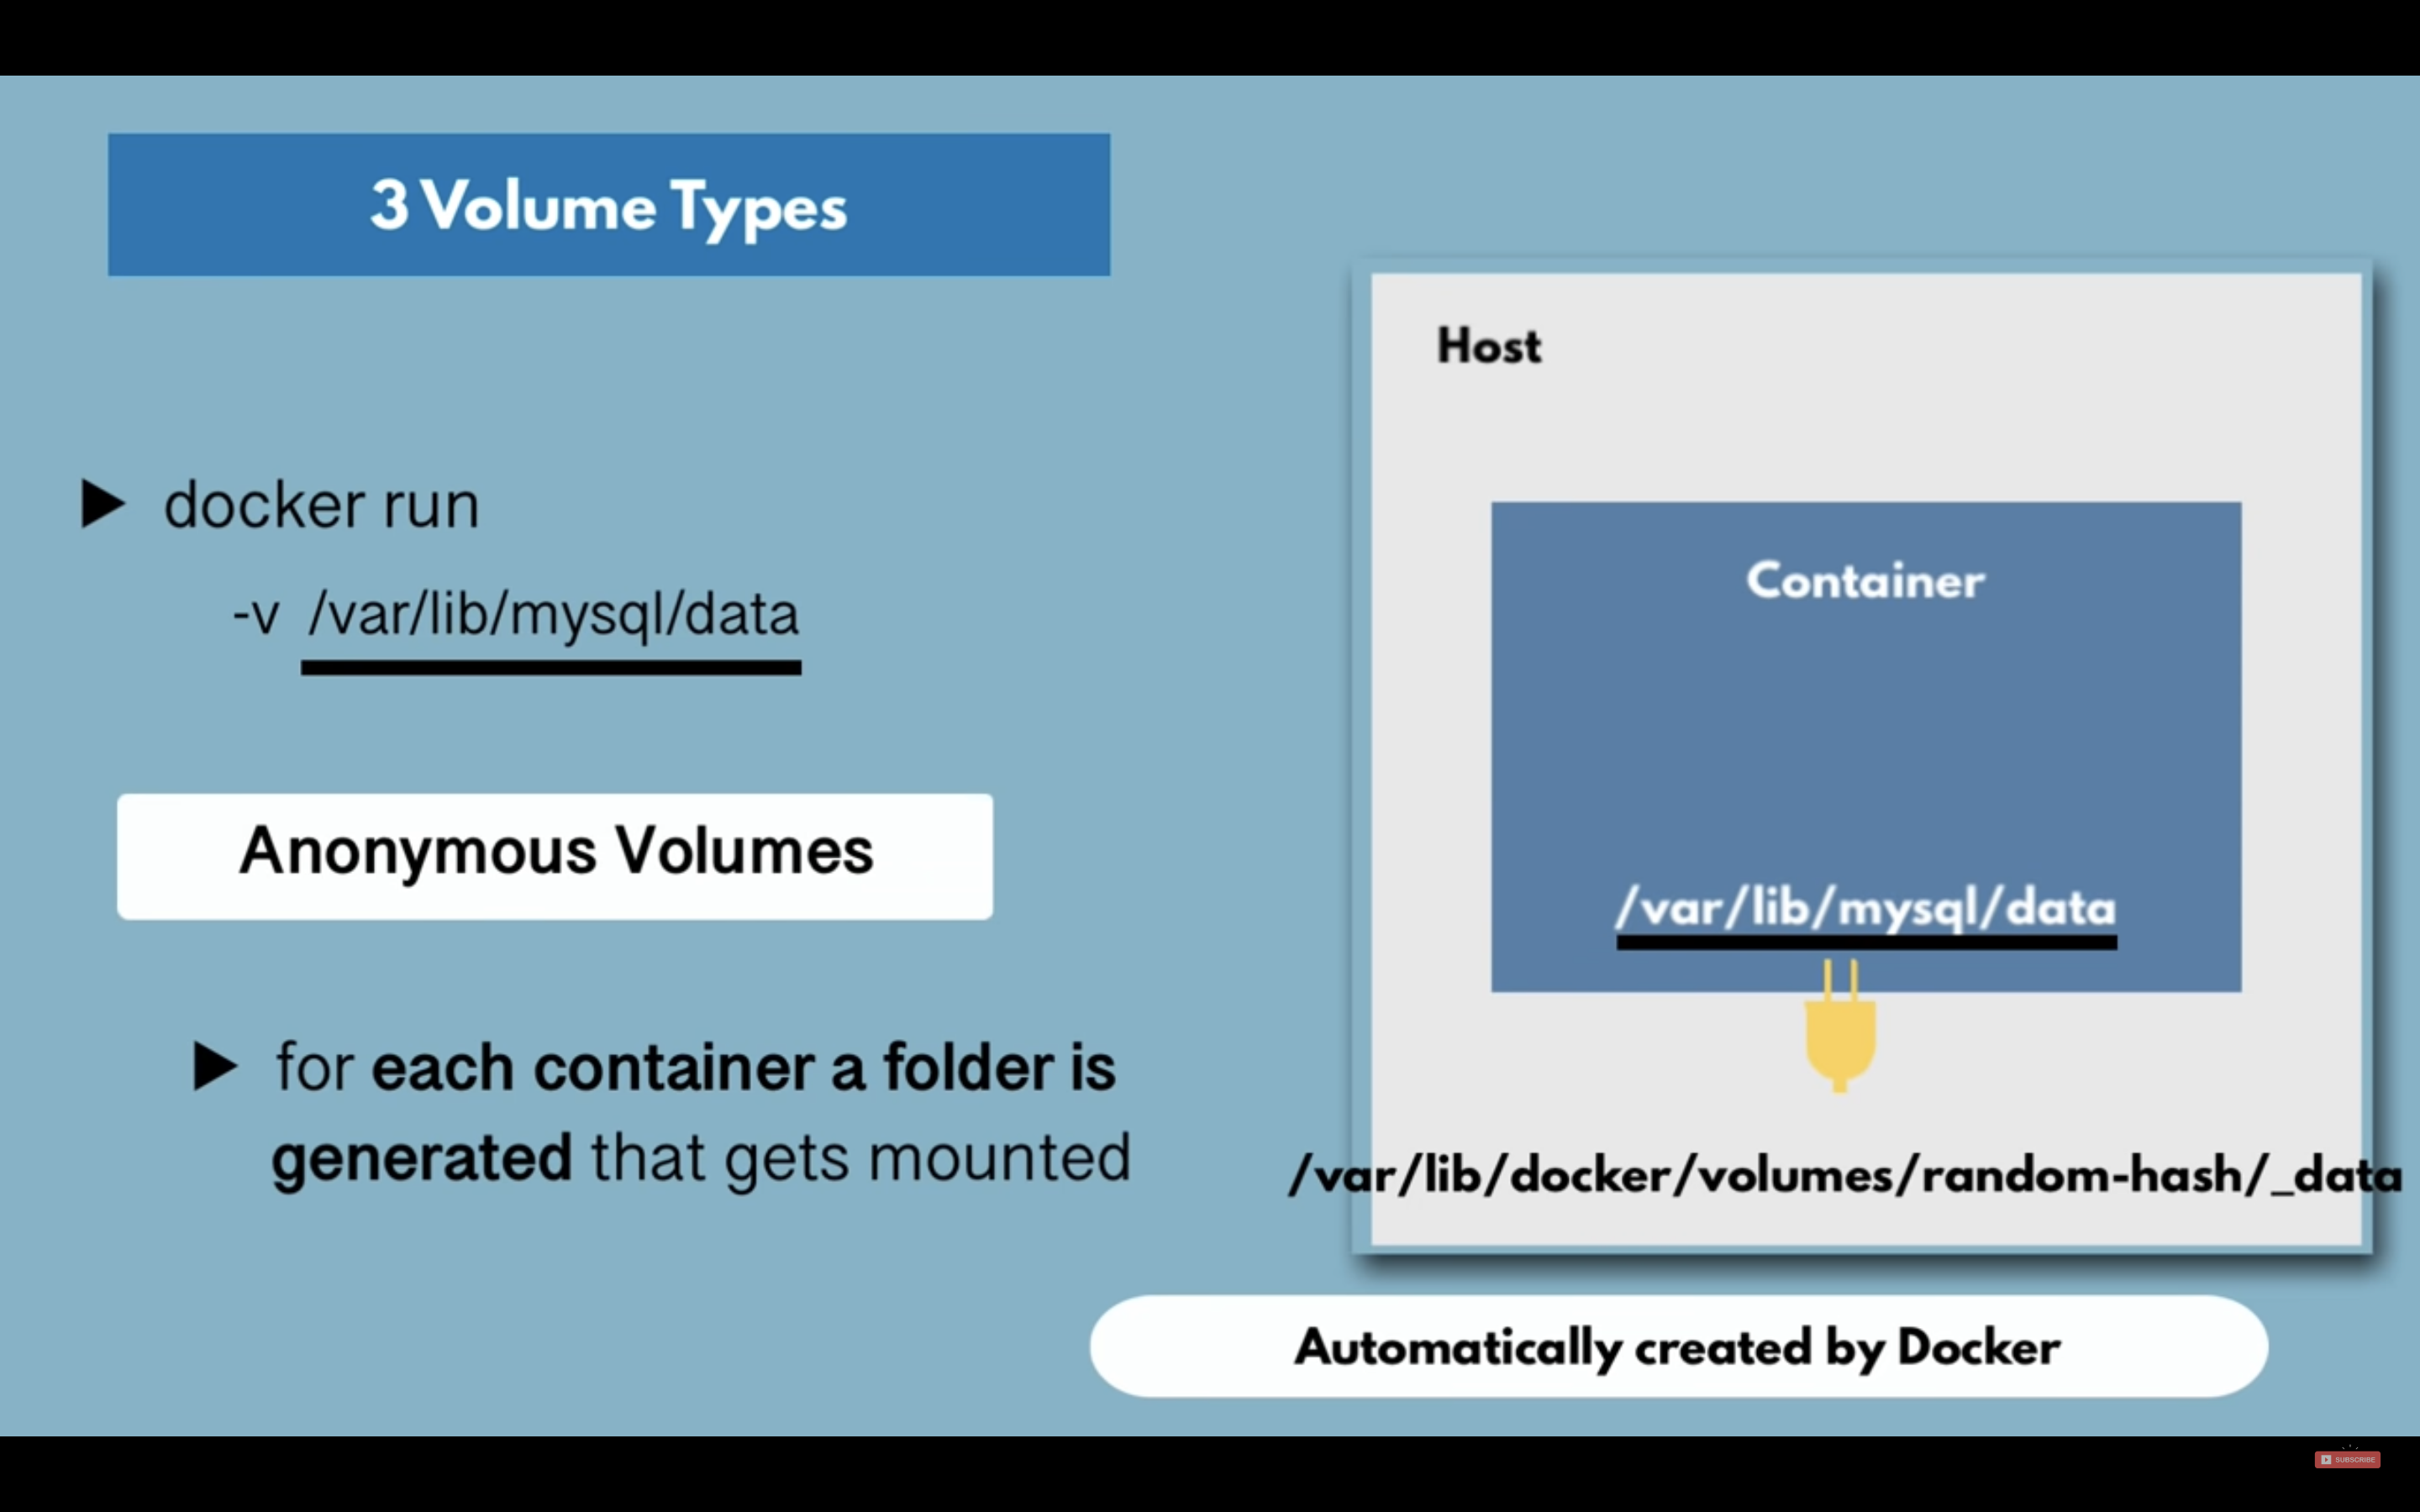 3 Volume Types
docker run
-v /var/lib/mysql/data
Anonymous Volumes
for each container a folder is
generated that gets mounted
Host
Container
/var/lib/mysql/data
/var/lib/docker/volumes/random-hash/_data
Automatically created by Docker
SUBSCRIBE